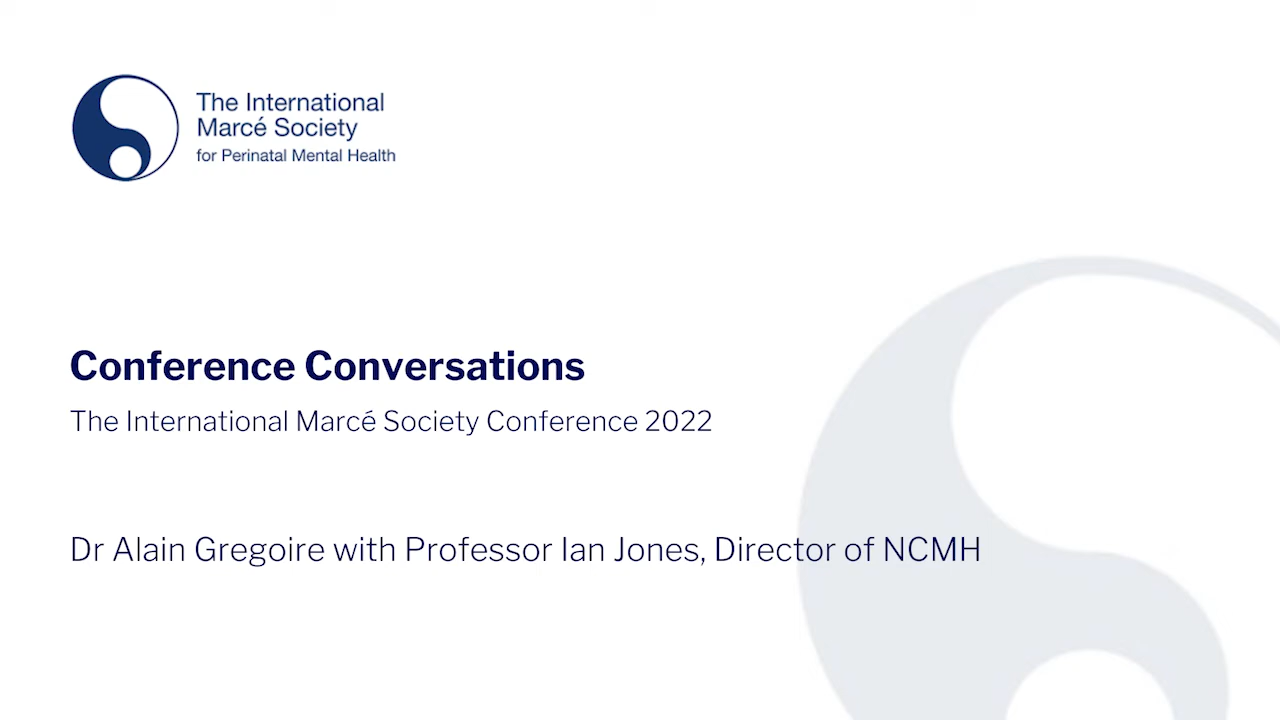 The International
Marcé Society
for Perinatal Mental Health
Conference Conversations
The International Marcé Society Conference 2022
Dr Alain Gregoire with Professor Ian Jones, Director of NCMH